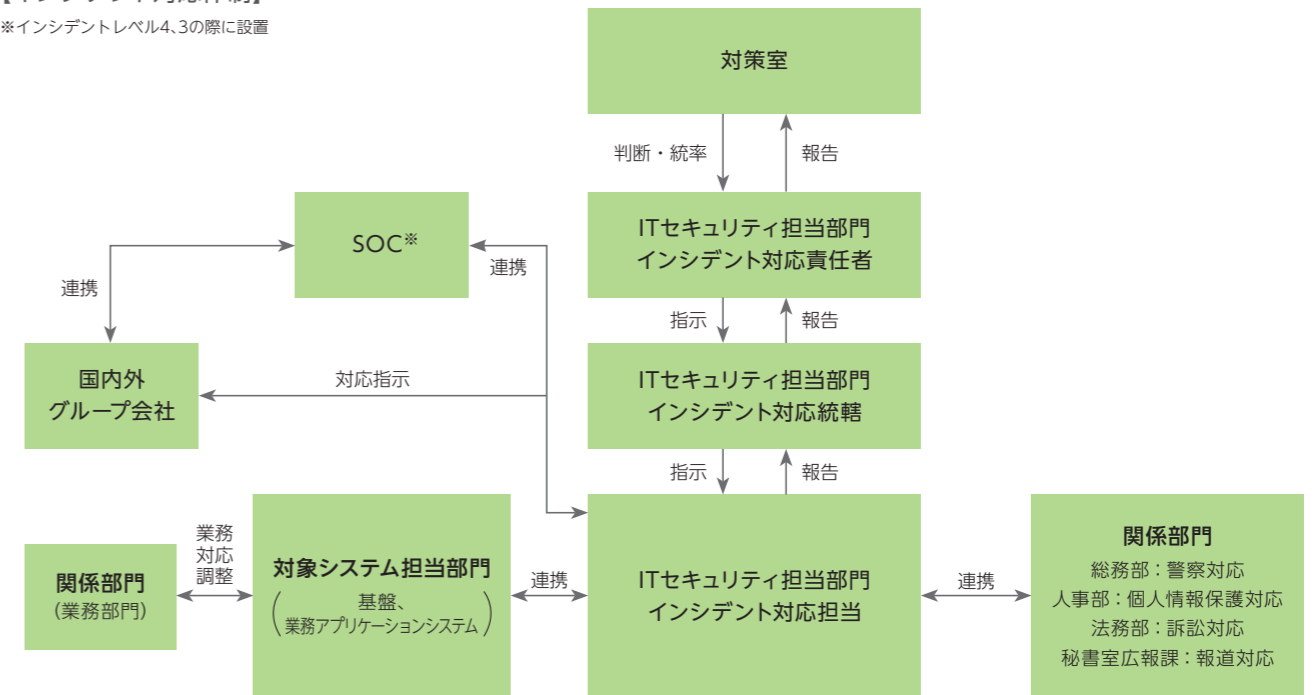 ※インシデントレベル4、3の際に設置
対策室
判断・統率
報告
ITセキュリティ担当部門
インシデント対応責任者
SOC※
連携
連携
指示
報告
国内外
グループ会社
対応指示
ITセキュリティ担当部門
インシデント対応統轄
指示
報告
関係部門
(業務部門)
業務
対応
調整
対象システム担当部門
(基盤、
業務アプリケーションシステム)
連携
ITセキュリティ担当部門
インシデント対応担当
連携
関係部門
総務部：警察対応
人事部：個人情報保護対応
法務部：訴訟対応
秘書室広報課：報道対応